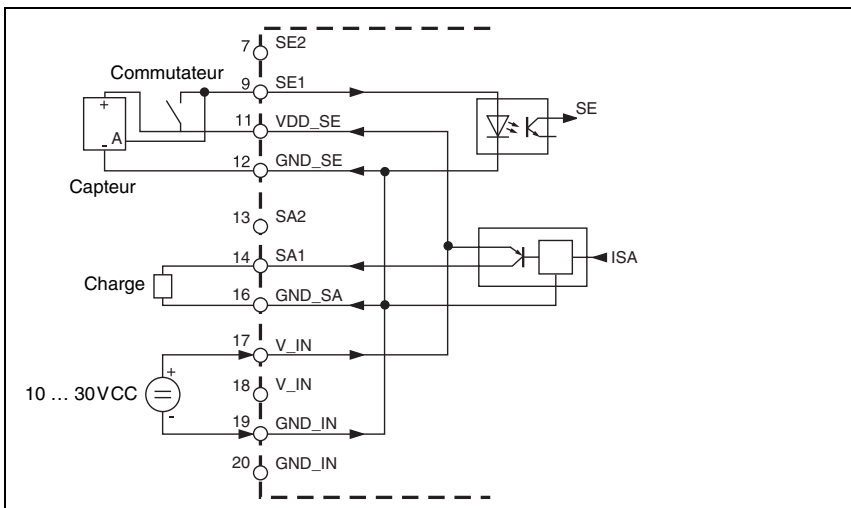 7 SE2
Commutateur
9 SE1
SE
+
11 VDD_SE
A
-
12 GND_SE
Capteur
13 SA2
14 SA1
ISA
Charge
16 GND_SA
17 V_IN
+
10 ... 30VCC
18 V_IN
-
19 GND_IN
20 GND_IN